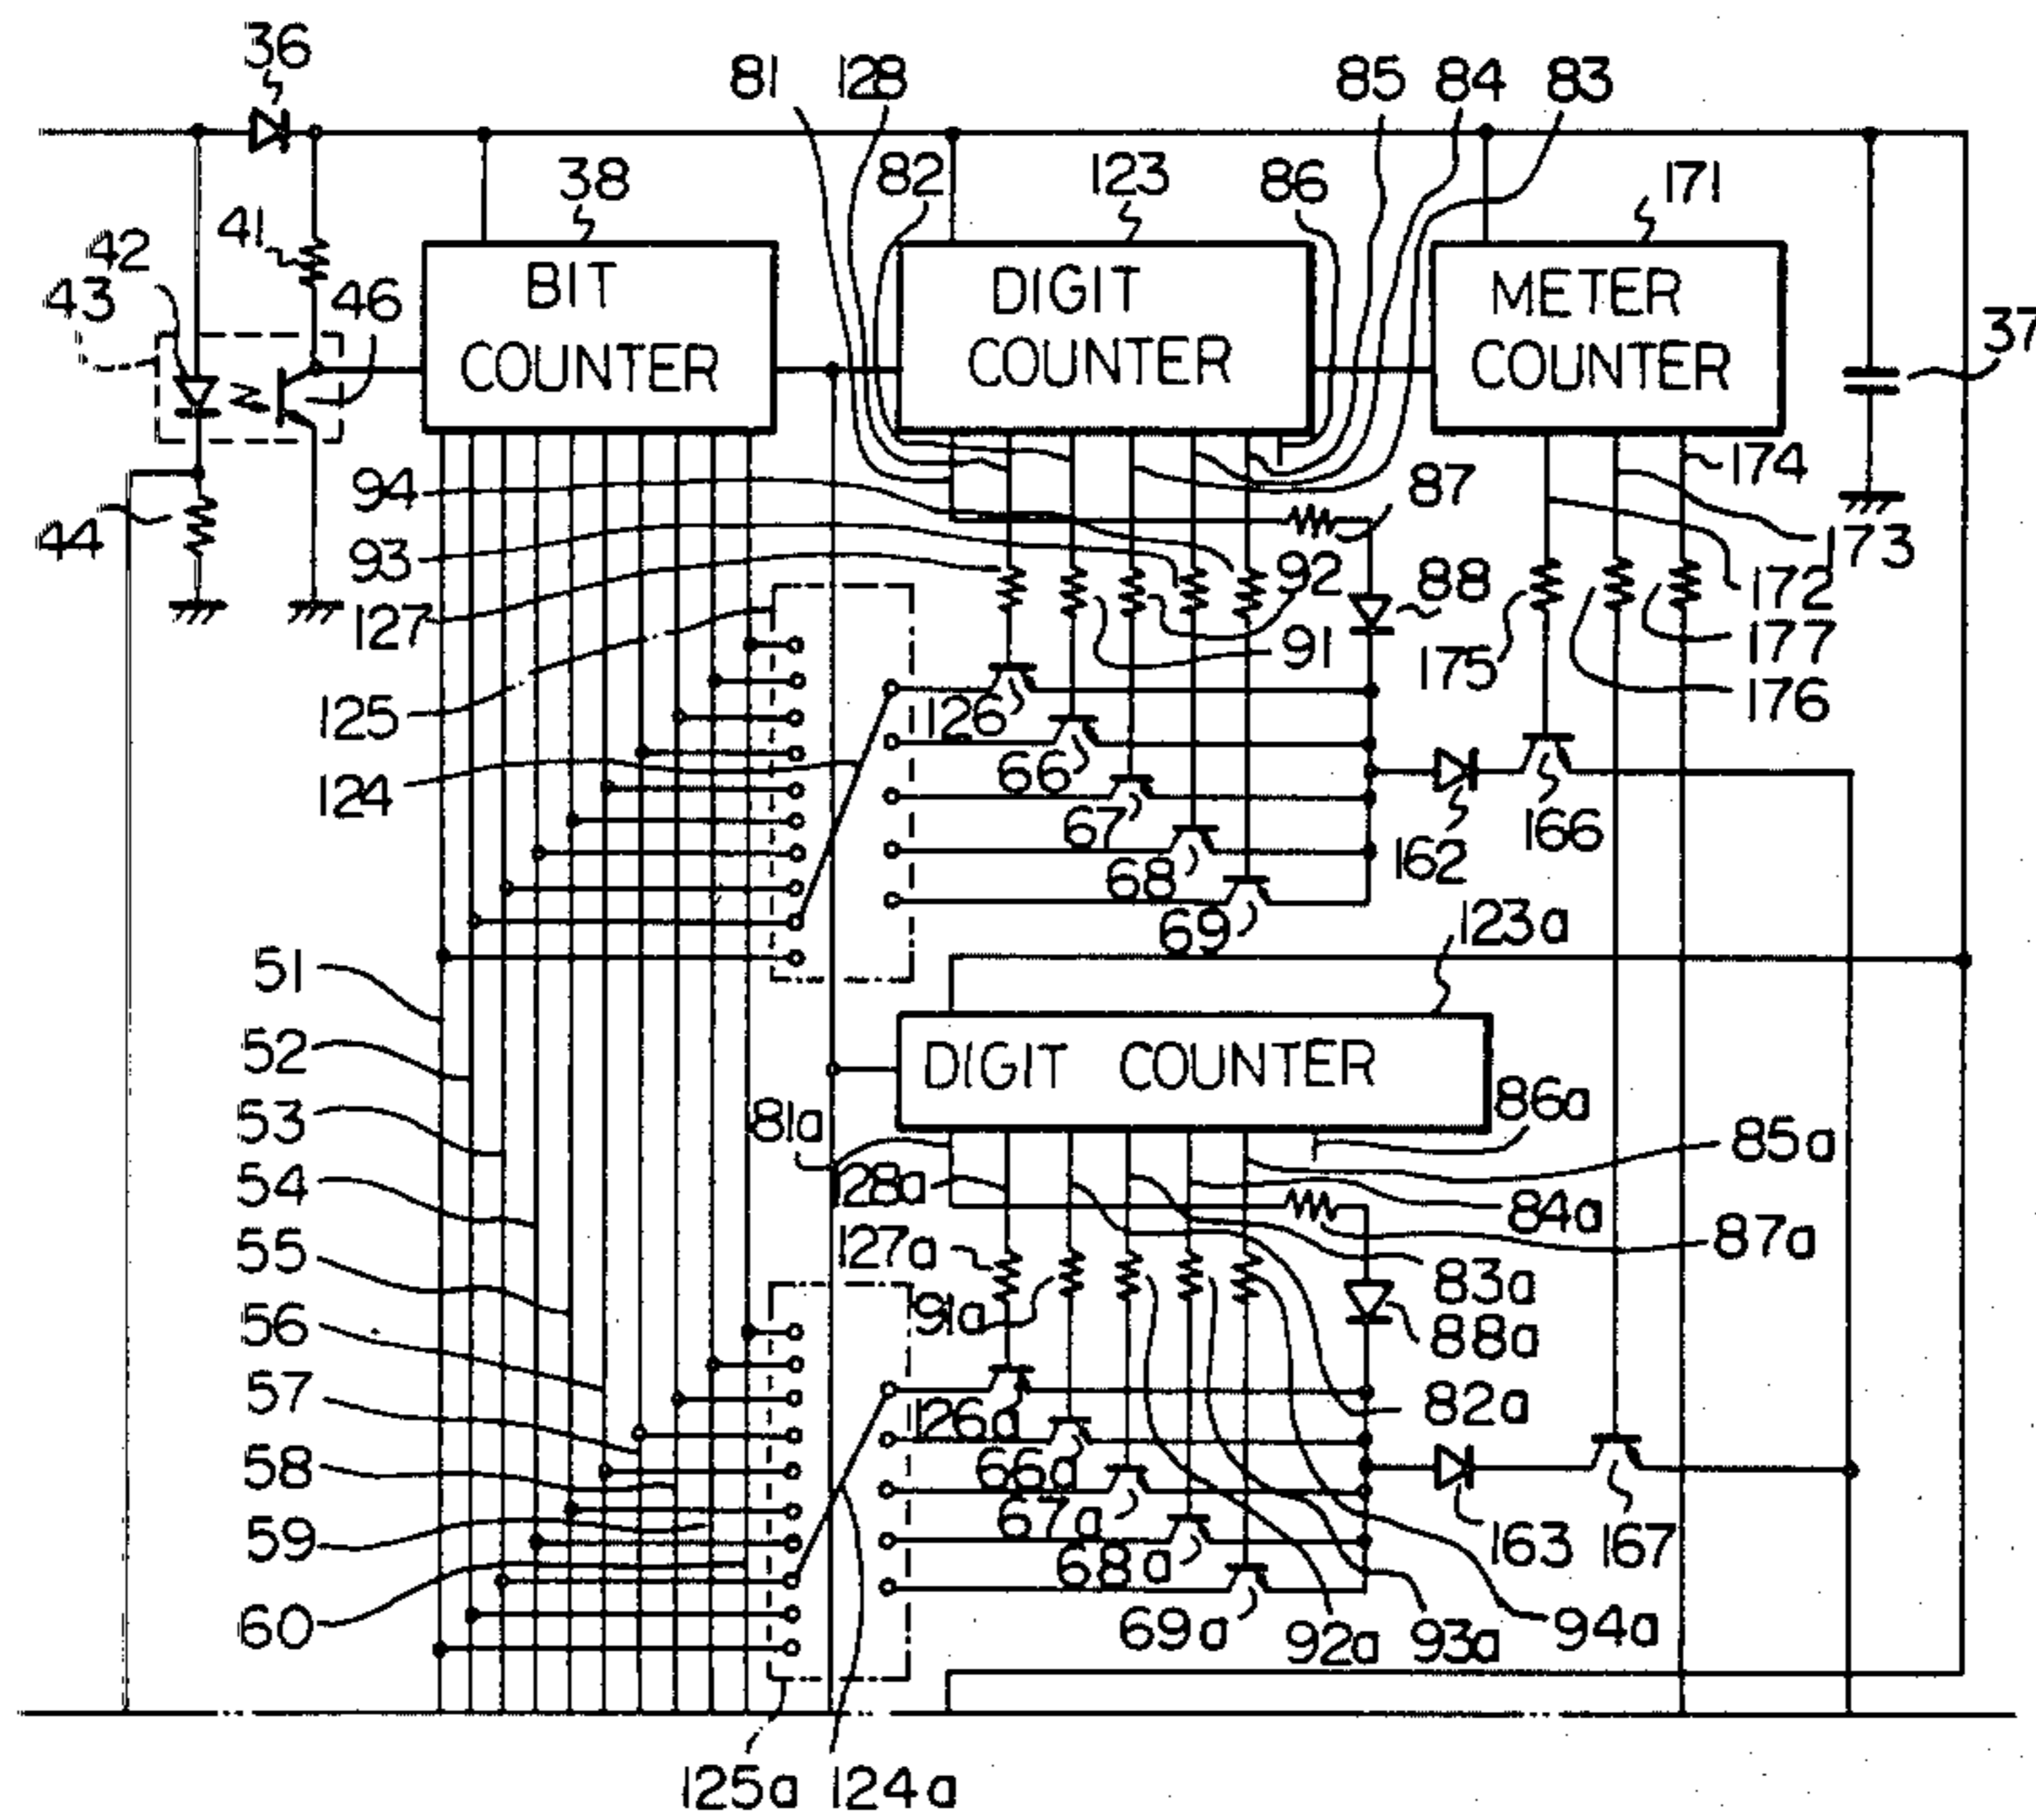 36
81
128
85
84
83
38
82
123
86
171
41
42
43
46
BIT
COUNTER
DIGIT
COUNTER
METER
COUNTER
37
44
94
93
127
125
124
87
92
88
91
174
173
172
177
175
176
126
66
67
68
69
162
166
123a
51
52
53
54
55
56
57
58
59
60
DIGIT COUNTER
81a
86a
128a
85a
84a
127a
87a
83a
91a
88a
126a
82a
66a
67a
68a
163
167
69a
92a
93a
94a
125a
124a